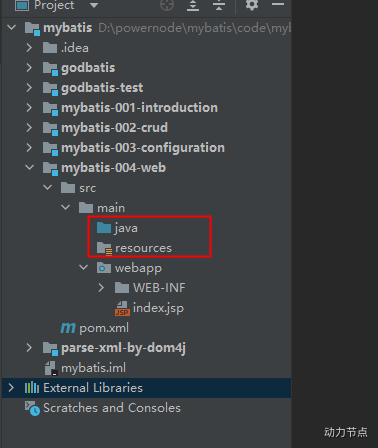 Project
mybatis D:\powernode\mybatis\code\myb
.idea
godbatis
godbatis-test
mybatis-001-introduction
mybatis-002-crud
mybatis-003-configuration
mybatis-004-web
src
main
java
resources
webapp
WEB-INF
JSP index.jsp
m pom.xml
parse-xml-by-dom4j
mybatis.iml
External Libraries
Scratches and Consoles
动力节点